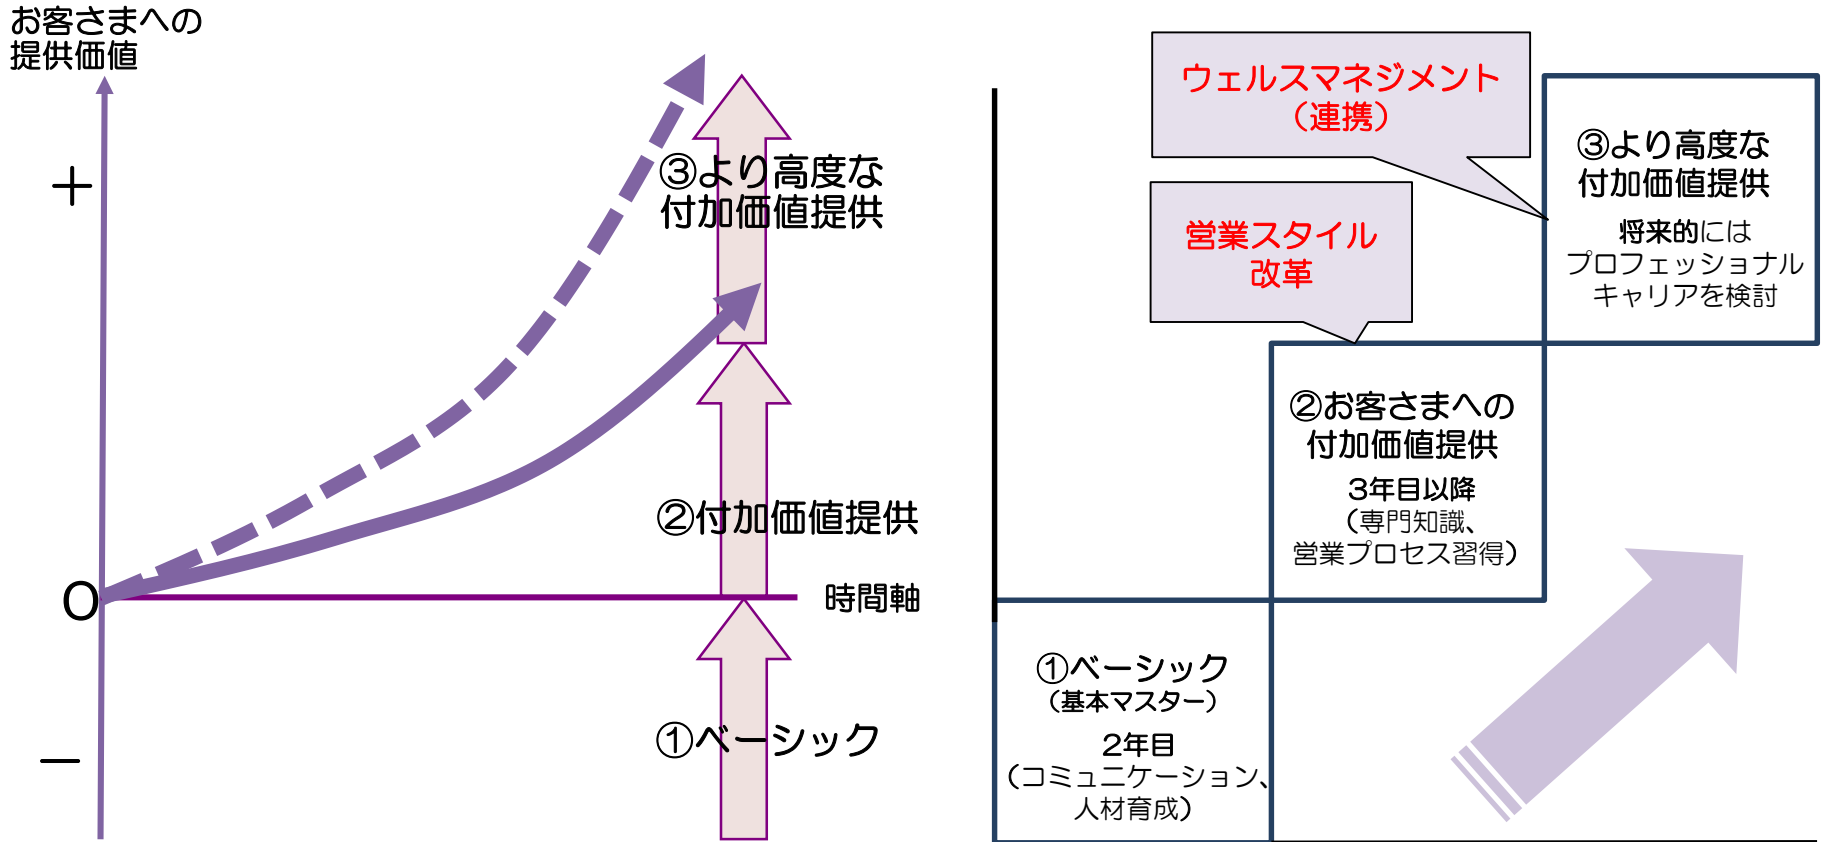 お客さまへの
提供価値
＋
③より高度な
付加価値提供
②付加価値提供
0
時間軸
①ベーシック
－
ウェルスマネジメント
（連携）
営業スタイル
改革
③より高度な
付加価値提供
将来的には
プロフェッショナル
キャリアを検討
②お客さまへの
付加価値提供
3年目以降
（専門知識、
営業プロセス習得）
①ベーシック
（基本マスター）
2年目
（コミュニケーション、
人材育成）